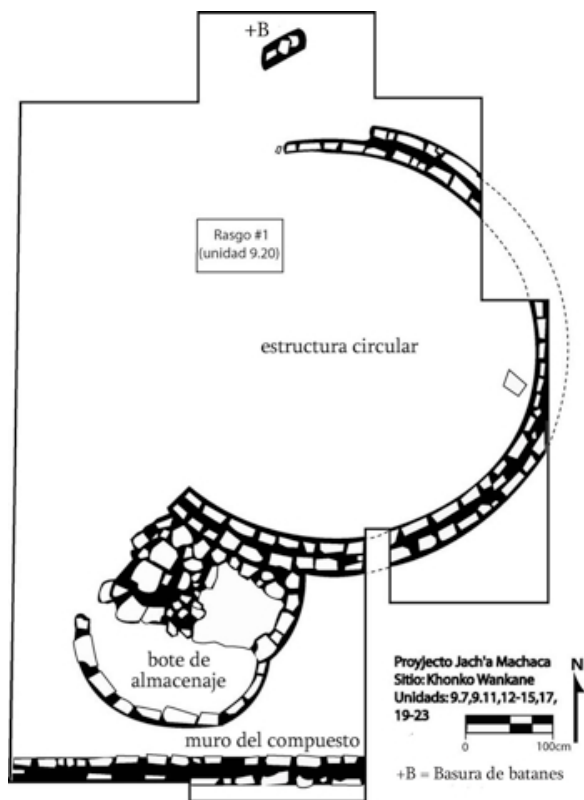 +B
Rasgo #1
(unidad 9.20)
estructura circular
bote de
almacenaje
muro del compuesto
Proyjecto Jach'a Machaca
Sitio: Khonko Wankane
Unidads: 9.7,9.11,12-15,17,
19-23
N
0 100cm
+B = Basura de batanes